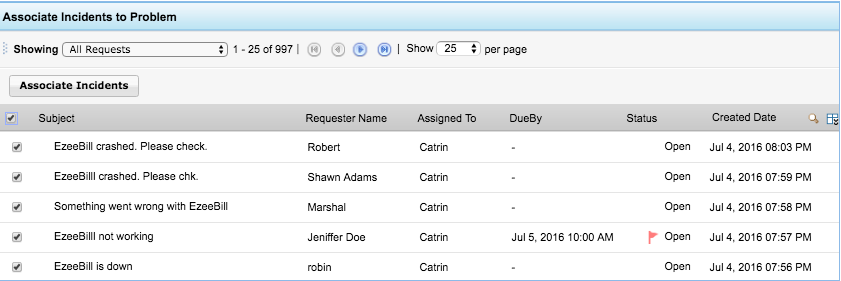 Associate Incidents to Problem
Showing All Requests 1 - 25 of 997 | | Show 25 per page
Associate Incidents
Subject Requester Name Assigned To DueBy Status Created Date
EzeeBill crashed. Please check. Robert Catrin - Open Jul 4, 2016 08:03 PM
EzeeBilll crashed. Please chk. Shawn Adams Catrin - Open Jul 4, 2016 07:59 PM
Something went wrong with EzeeBill Marshal Catrin - Open Jul 4, 2016 07:58 PM
EzeeBilll not working Jeniffer Doe Catrin Jul 5, 2016 10:00 AM Open Jul 4, 2016 07:57 PM
EzeeBill is down robin Catrin - Open Jul 4, 2016 07:56 PM